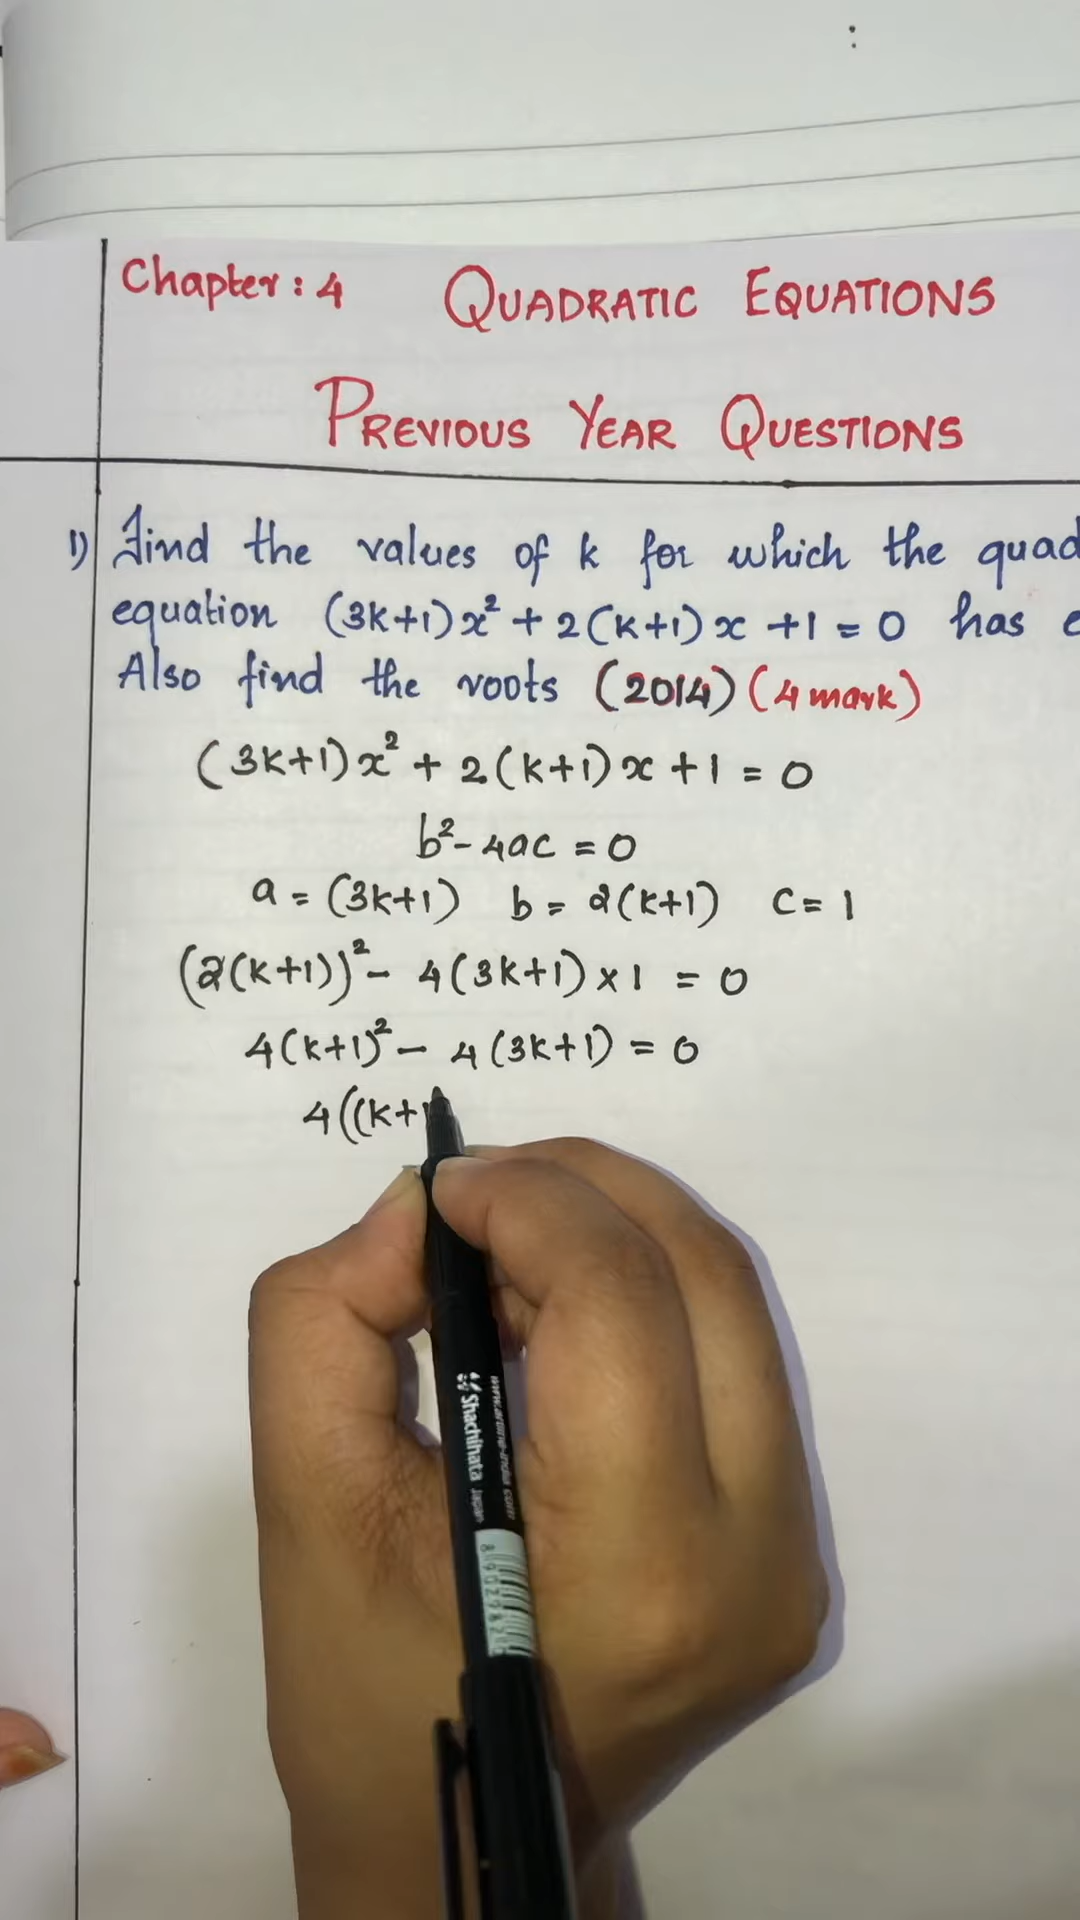 Chapter : 4 QUADRATIC EQUATIONS
PREVIOUS YEAR QUESTIONS
1) Find the values of k for which the quad
equation (3k+1)x² + 2(k+1)x +1 = 0 has e
Also find the roots (2014) (4 mark)
(3k+1)x² + 2(k+1)x +1 = 0
b² - 4ac = 0
a = (3k+1) b = 2(k+1) c = 1
(2(k+1))² - 4(3k+1) × 1 = 0
4(k+1)² - 4(3k+1) = 0
4((k+1
Shachihata Japan